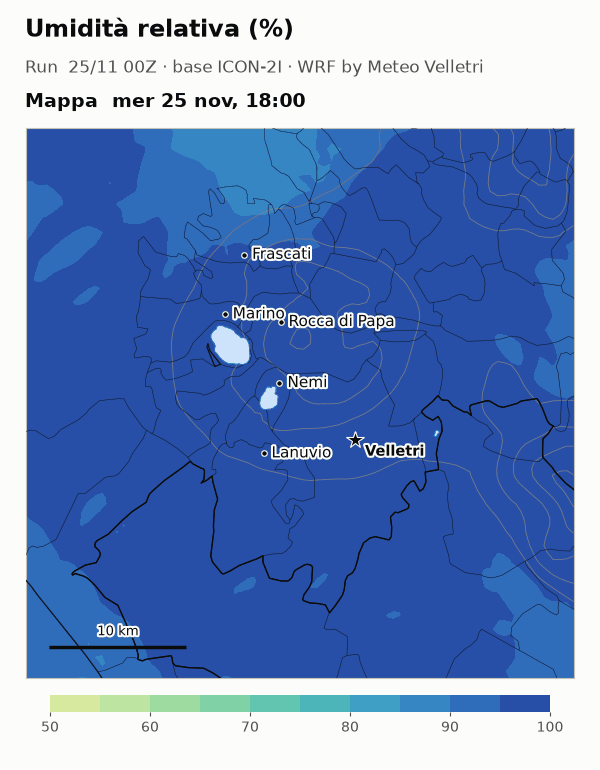 Umidità relativa (%)
Run  25/11 00Z · base ICON-2I · WRF by Meteo Velletri
Mappa  mer 25 nov, 18:00
Frascati
Marino
Rocca di Papa
Nemi
Velletri
Lanuvio
10 km
50 60 70 80 90 100